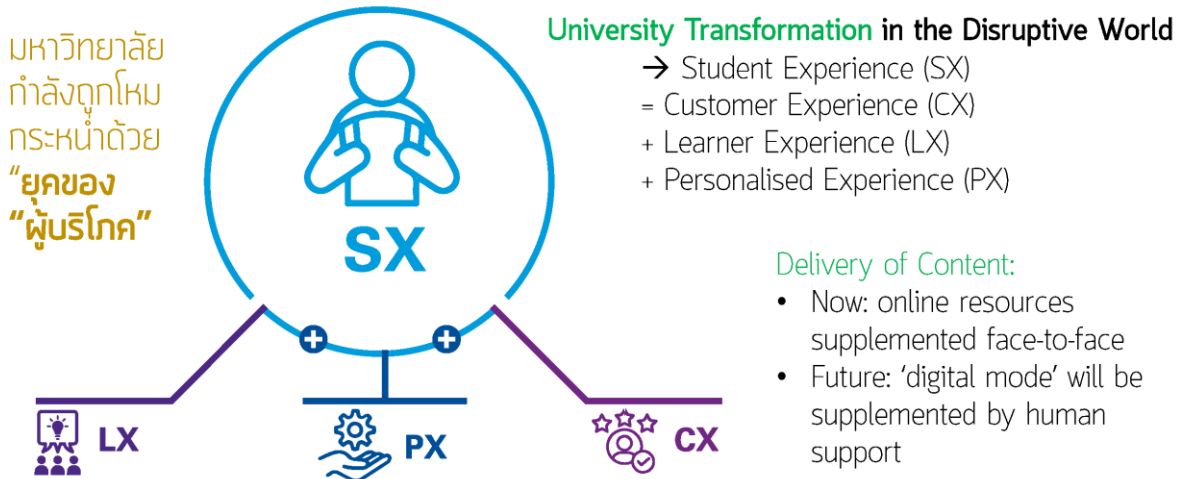 มหาวิทยาลัย
กำลังถูกโหม
กระหน่ำด้วย
“ยุคของ
“ผู้บริโภค”
SX
LX
PX
CX
University Transformation in the Disruptive World
→ Student Experience (SX)
= Customer Experience (CX)
+ Learner Experience (LX)
+ Personalised Experience (PX)
Delivery of Content:
• Now: online resources
supplemented face-to-face
• Future: ‘digital mode’ will be
supplemented by human
support